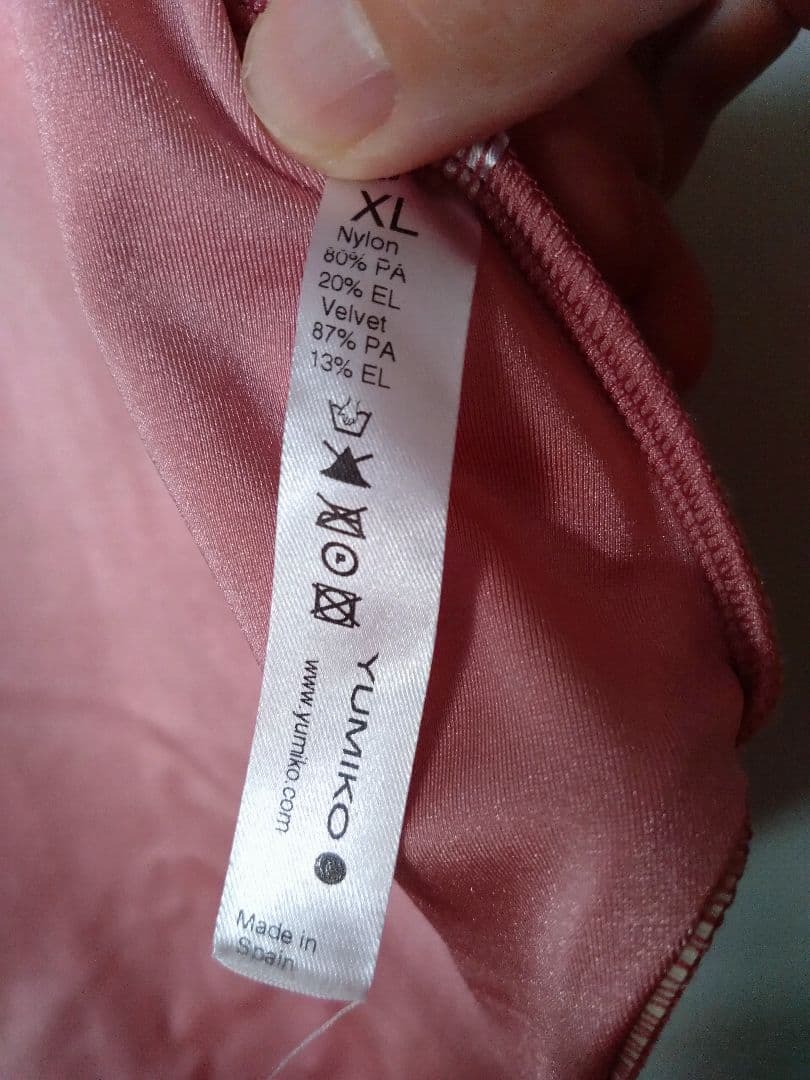 XL
Nylon
80% PA
20% EL
Velvet
87% PA
13% EL
YUMIKO
www.yumiko.com
Made in
Spain